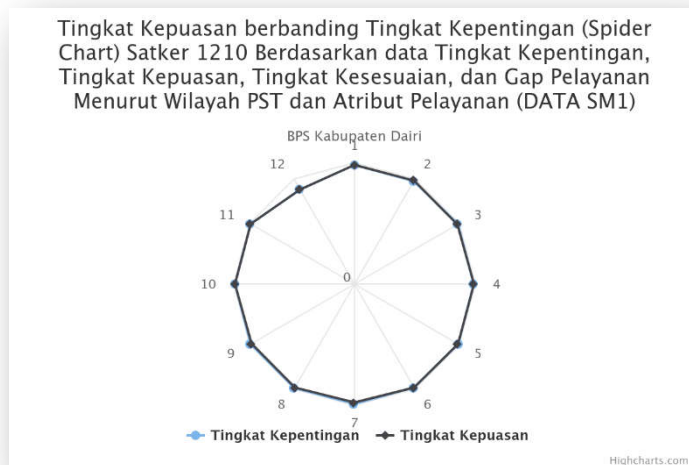 Tingkat Kepuasan berbanding Tingkat Kepentingan (Spider
Chart) Satker 1210 Berdasarkan data Tingkat Kepentingan,
Tingkat Kepuasan, Tingkat Kesesuaian, dan Gap Pelayanan
Menurut Wilayah PST dan Atribut Pelayanan (DATA SM1)
BPS Kabupaten Dairi
1
12
2
11
3
0
10
4
9
5
8
6
7
Tingkat Kepentingan
Tingkat Kepuasan
Highcharts.com